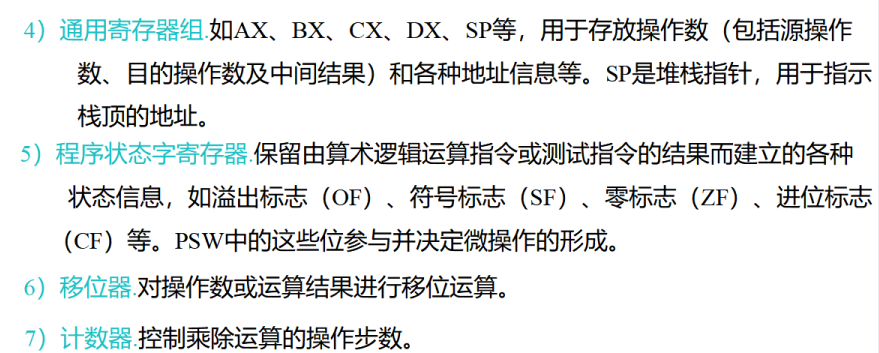 4）通用寄存器组.如AX、BX、CX、DX、SP等，用于存放操作数（包括源操作
数、目的操作数及中间结果）和各种地址信息等。SP是堆栈指针，用于指示
栈顶的地址。
5）程序状态字寄存器.保留由算术逻辑运算指令或测试指令的结果而建立的各种
状态信息，如溢出标志（OF）、符号标志（SF）、零标志（ZF）、进位标志
（CF）等。PSW中的这些位参与并决定微操作的形成。
6）移位器.对操作数或运算结果进行移位运算。
7）计数器.控制乘除运算的操作步数。